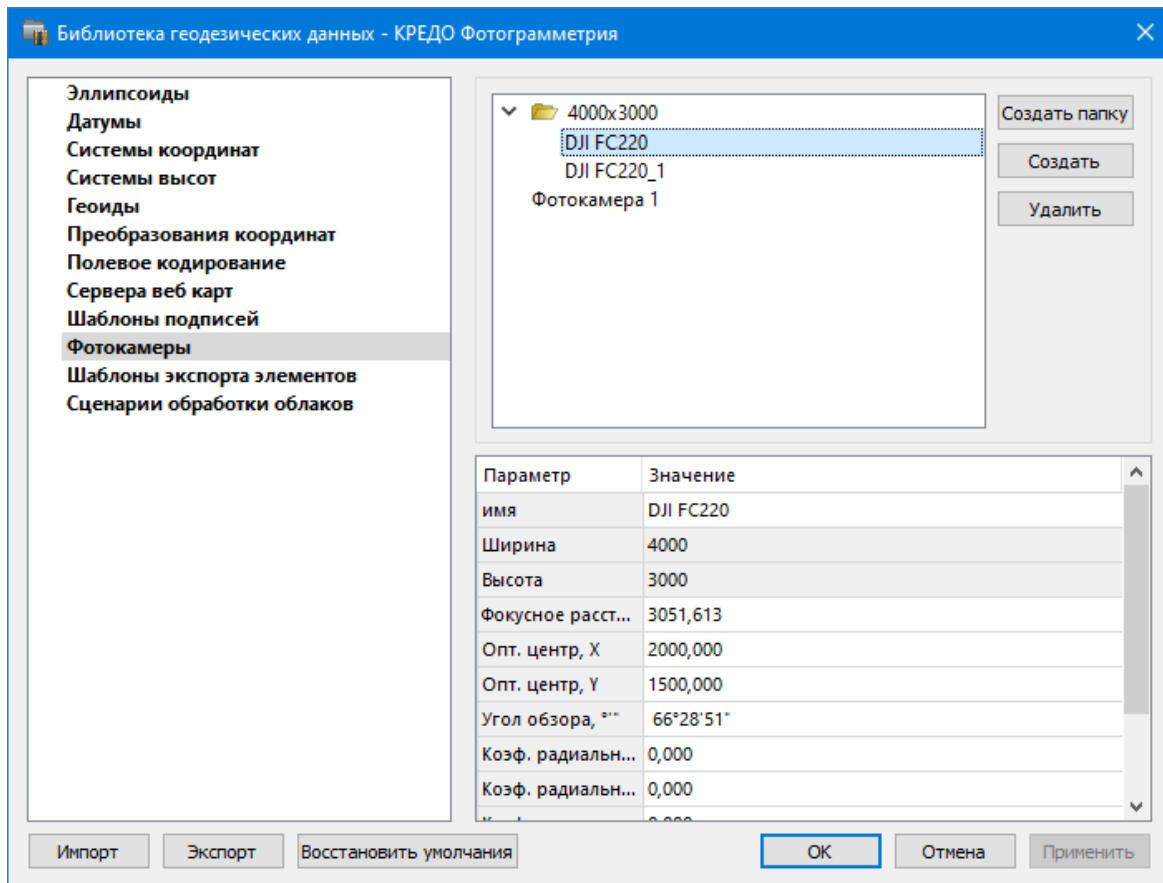 Библиотека геодезических данных - КРЕДО Фотограмметрия
Эллипсоиды
Датумы
Системы координат
Системы высот
Геоиды
Преобразования координат
Полевое кодирование
Сервера веб карт
Шаблоны подписей
Фотокамеры
Шаблоны экспорта элементов
Сценарии обработки облаков
4000x3000
DJI FC220
DJI FC220_1
Фотокамера 1
Создать папку
Создать
Удалить
Параметр Значение
имя DJI FC220
Ширина 4000
Высота 3000
Фокусное расст... 3051,613
Опт. центр, X 2000,000
Опт. центр, Y 1500,000
Угол обзора, °'" 66°28'51"
Коэф. радиальн... 0,000
Коэф. радиальн... 0,000
Импорт Экспорт Восстановить умолчания OK Отмена Применить